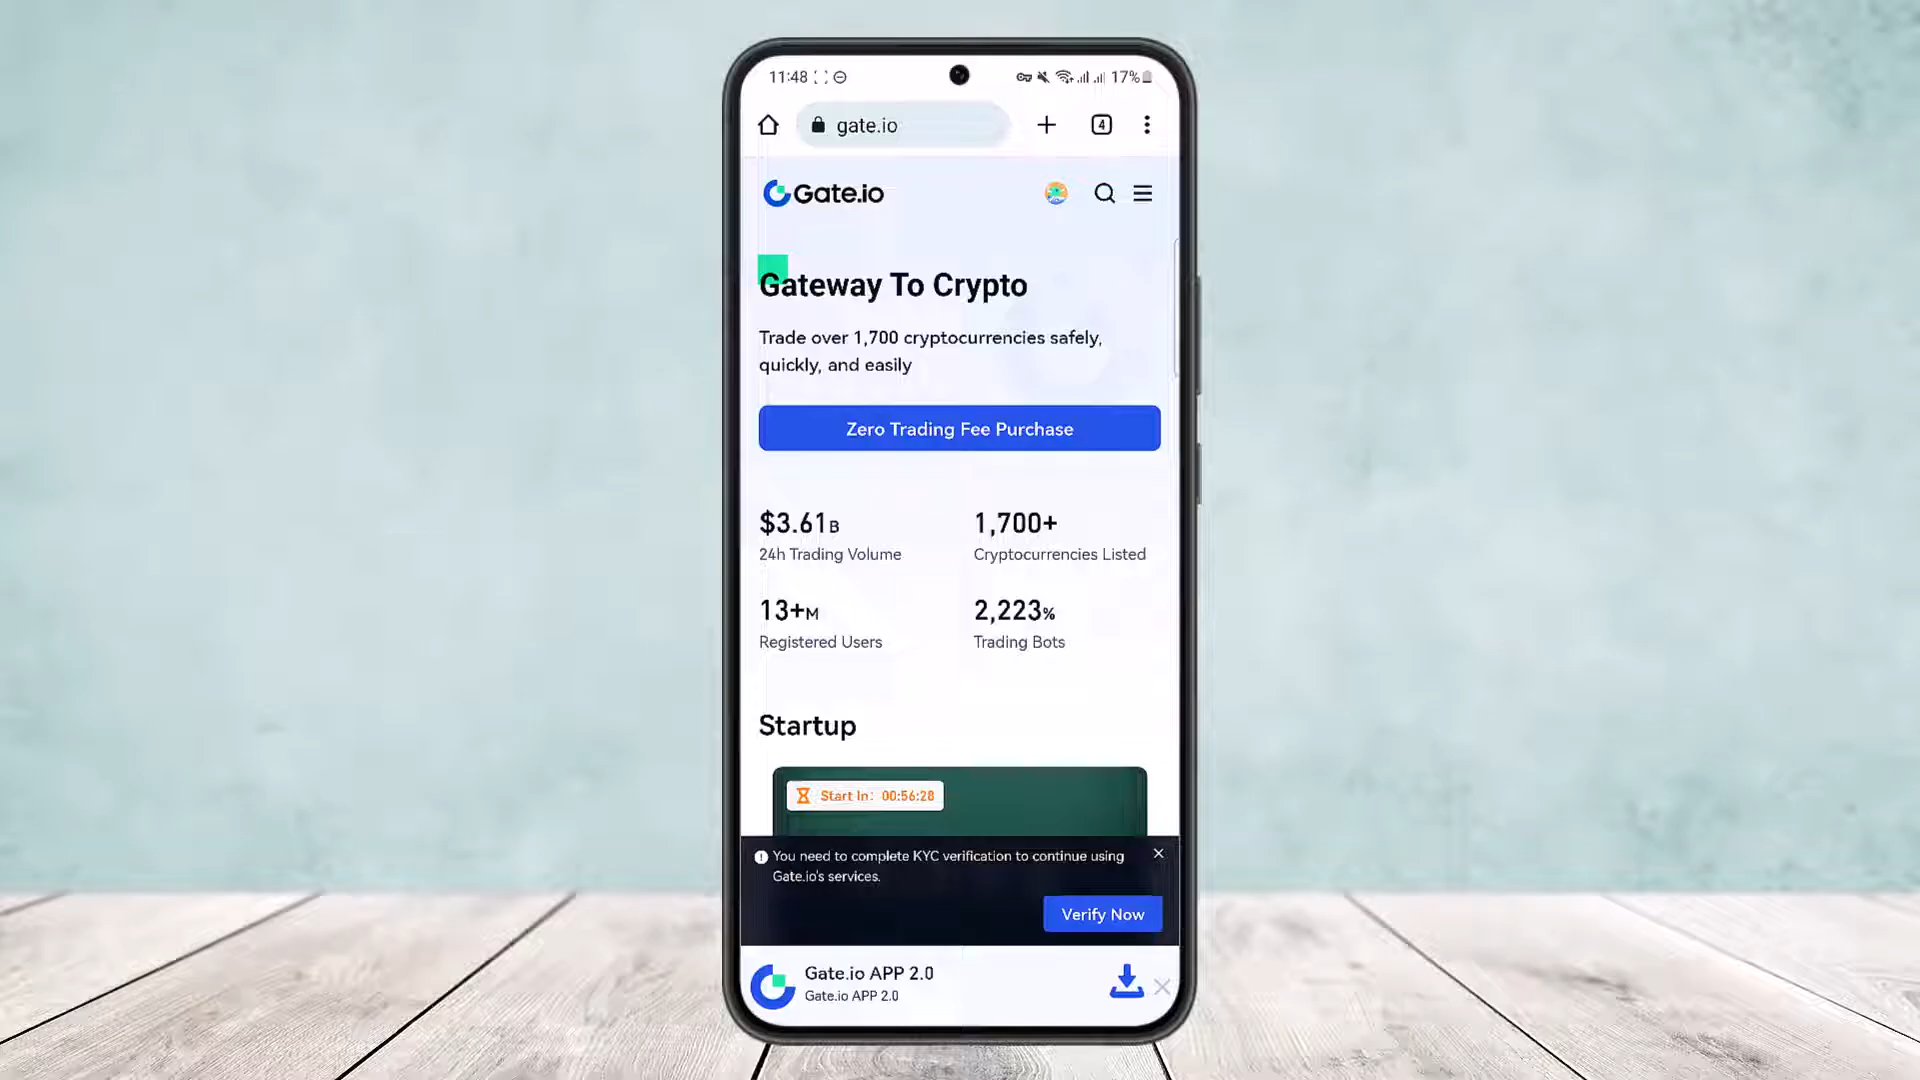 11:48
17%
gate.io
4
Gate.io
Gateway To Crypto
Trade over 1,700 cryptocurrencies safely,
quickly, and easily
Zero Trading Fee Purchase
$3.61B
1,700+
24h Trading Volume
Cryptocurrencies Listed
13+M
2,223%
Registered Users
Trading Bots
Startup
Start In: 00:56:28
You need to complete KYC verification to continue using
Gate.io's services.
Verify Now
Gate.io APP 2.0
Gate.io APP 2.0